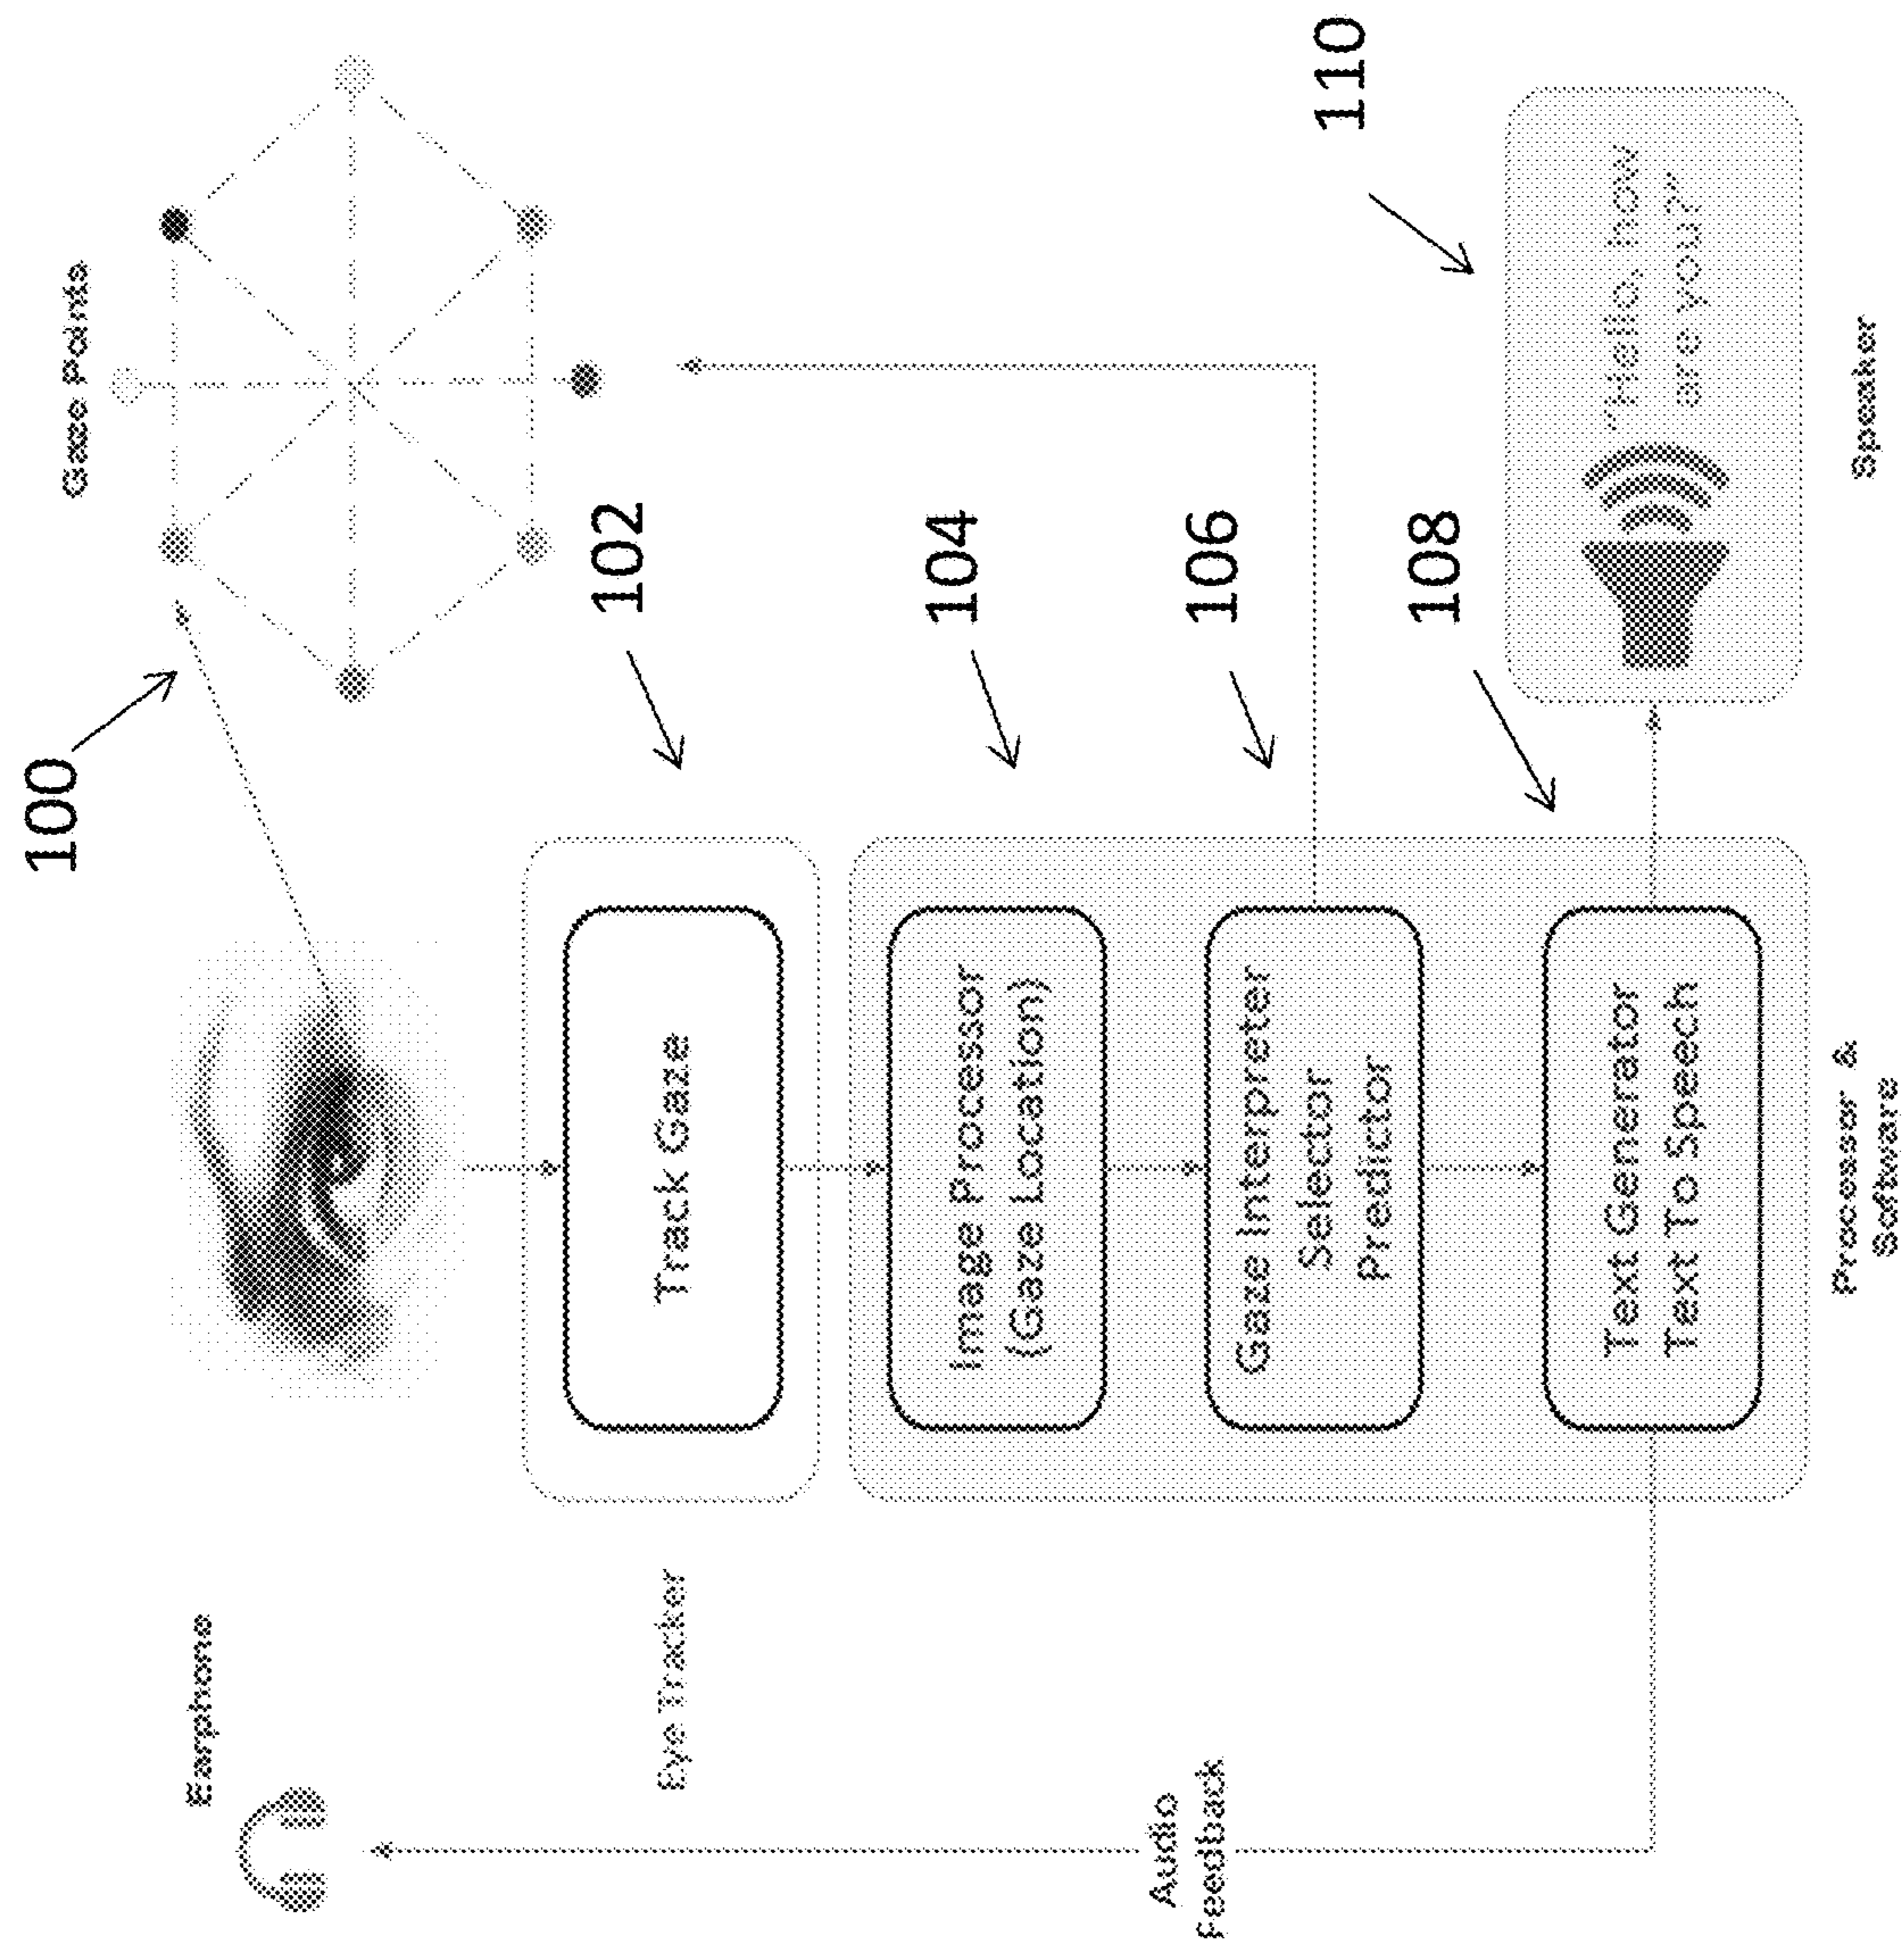 Earphons
Audio
Feedback
Eye Tracker
Track Gaze
Image Processor
(Gaze Location)
Gaze Interpreter
Selector
Predictor
Text Generator
Text To Speech
Processor &
Software
100
Gaze Points
102
104
106
108
110
"Hello, how
are you?"
Speaker